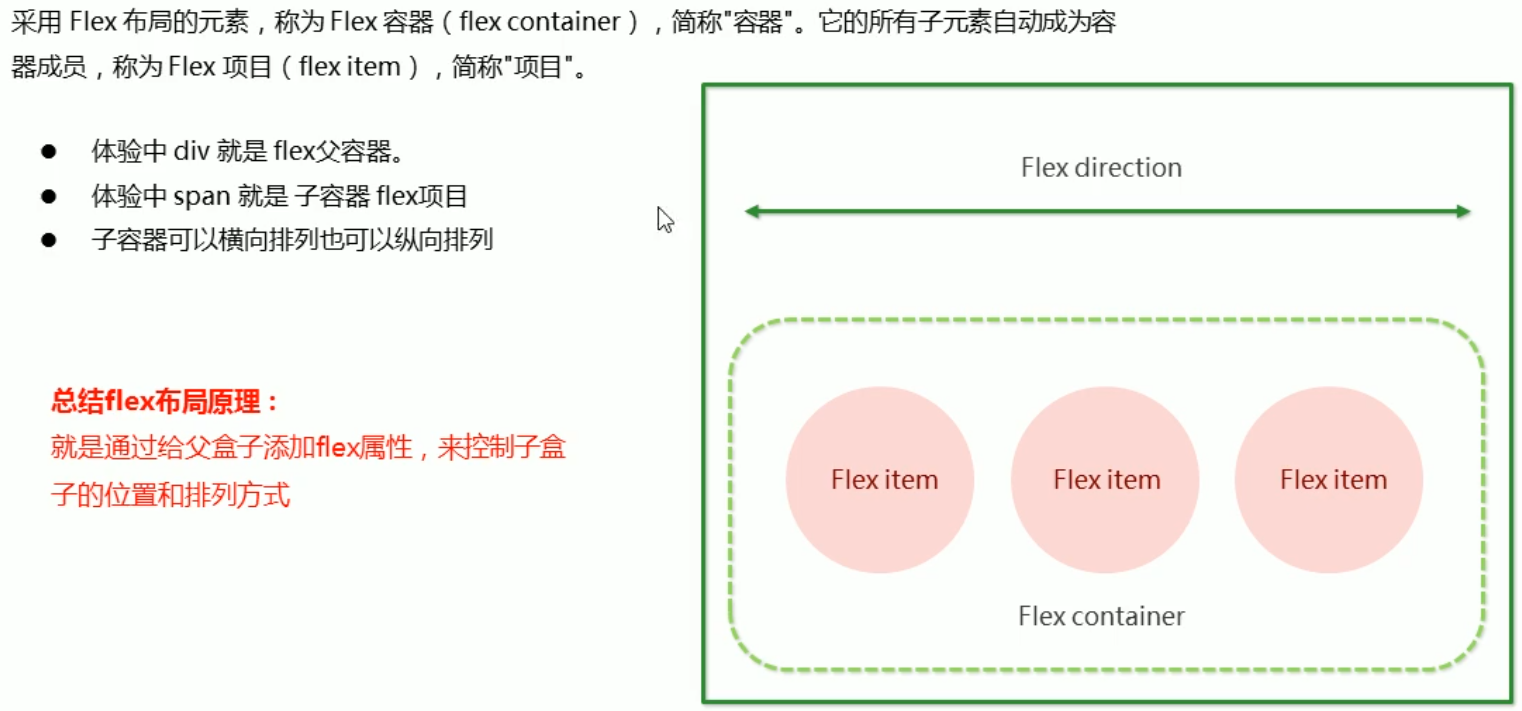 采用 Flex 布局的元素，称为 Flex 容器（flex container），简称"容器"。它的所有子元素自动成为容
器成员，称为 Flex 项目（flex item），简称"项目"。
● 体验中 div 就是 flex父容器。
● 体验中 span 就是 子容器 flex项目
● 子容器可以横向排列也可以纵向排列
总结flex布局原理：
就是通过给父盒子添加flex属性，来控制子盒
子的位置和排列方式
Flex direction
Flex item
Flex item
Flex item
Flex container